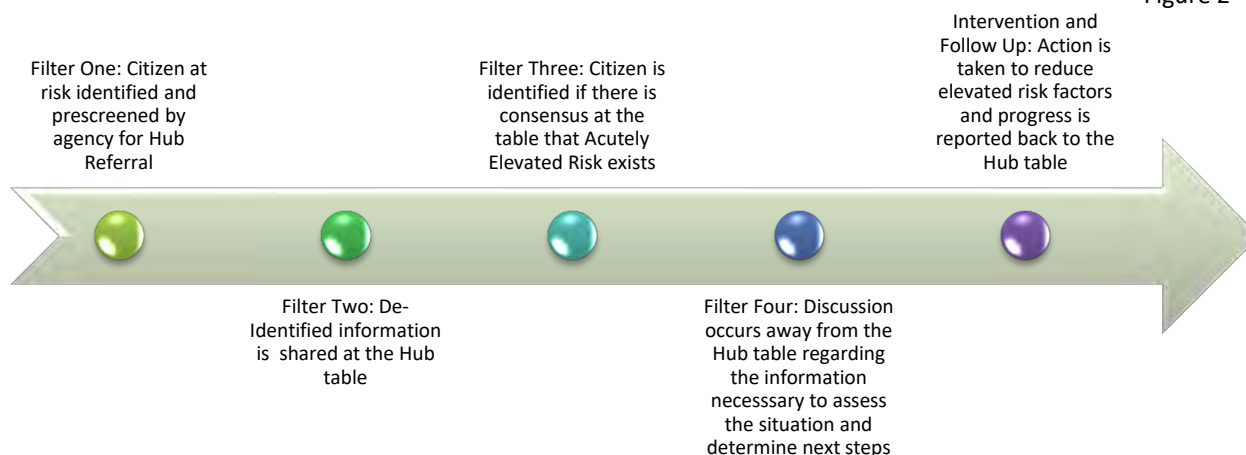 Figure 2
Filter One: Citizen at
risk identified and
prescreened by
agency for Hub
Referral
Filter Two: De-
Identified information
is shared at the Hub
table
Filter Three: Citizen is
identified if there is
consensus at the
table that Acutely
Elevated Risk exists
Filter Four: Discussion
occurs away from the
Hub table regarding
the information
necesssary to assess
the situation and
determine next steps
Intervention and
Follow Up: Action is
taken to reduce
elevated risk factors
and progress is
reported back to the
Hub table